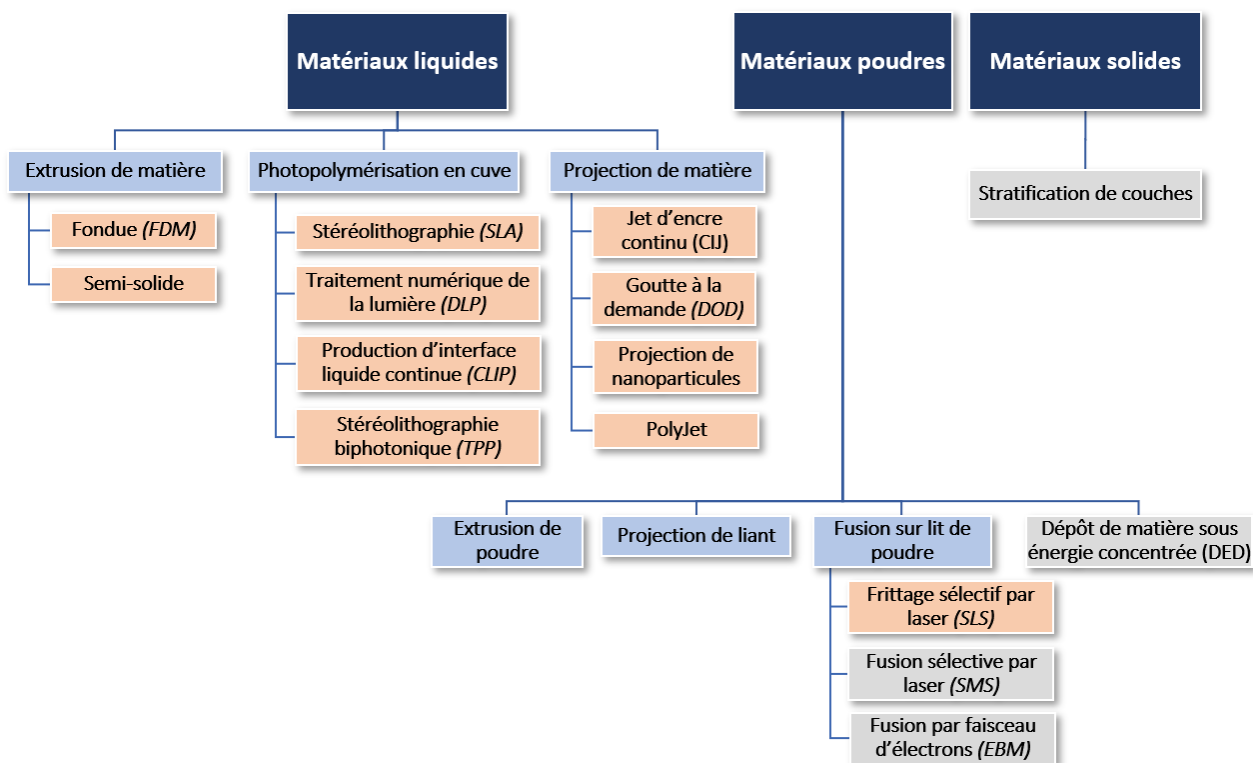 Matériaux liquides
Matériaux poudres
Matériaux solides
Extrusion de matière
Fondue (FDM)
Semi-solide
Photopolymérisation en cuve
Stéréolithographie (SLA)
Traitement numérique de
la lumière (DLP)
Production d’interface
liquide continue (CLIP)
Stéréolithographie
biphotonique (TPP)
Projection de matière
Jet d’encre
continu (CIJ)
Goutte à la
demande (DOD)
Projection de
nanoparticules
PolyJet
Stratification de couches
Extrusion de
poudre
Projection de liant
Fusion sur lit de
poudre
Frittage sélectif par
laser (SLS)
Fusion sélective par
laser (SMS)
Fusion par faisceau
d’électrons (EBM)
Dépôt de matière sous
énergie concentrée (DED)